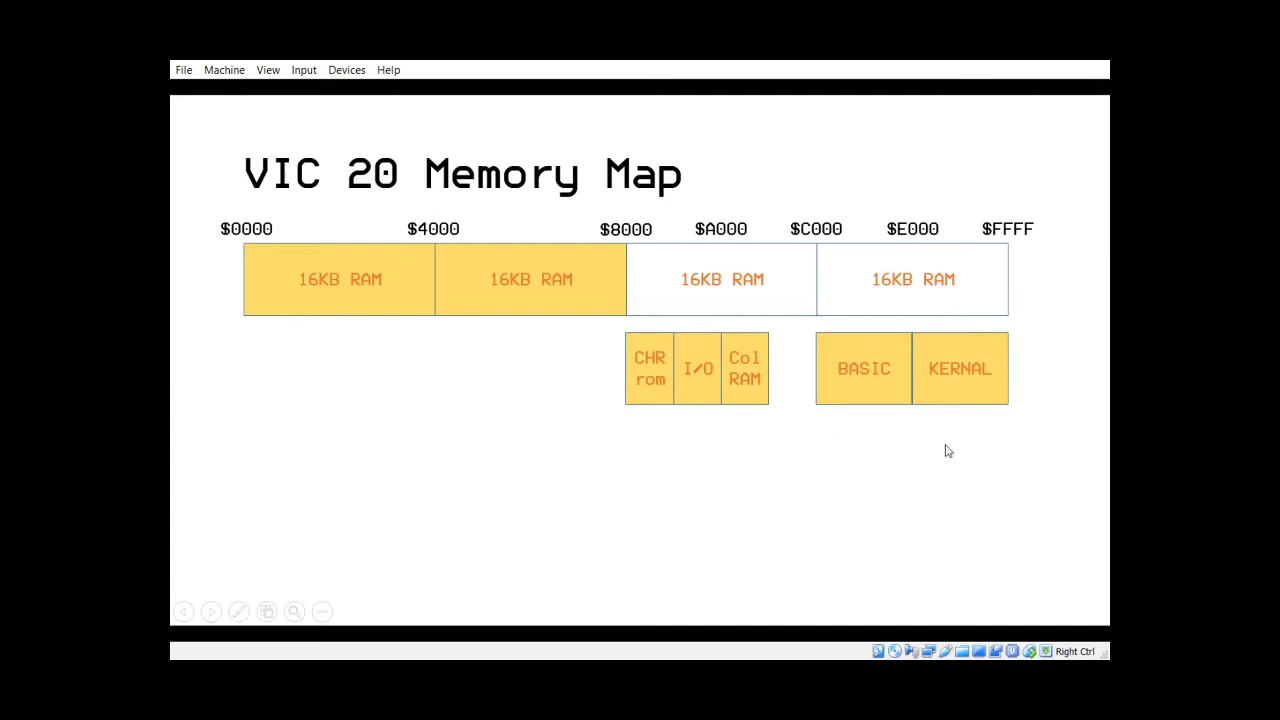 File Machine View Input Devices Help
VIC 20 Memory Map
$0000 $4000 $8000 $A000 $C000 $E000 $FFFF
16KB RAM 16KB RAM 16KB RAM 16KB RAM
CHR
rom
I/O
Col
RAM
BASIC
KERNAL
Right Ctrl